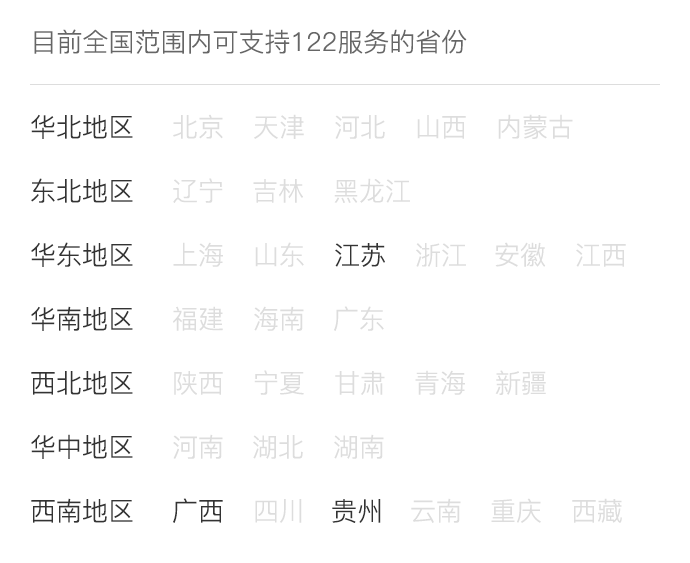 目前全国范围内可支持122服务的省份
华北地区 北京 天津 河北 山西 内蒙古
东北地区 辽宁 吉林 黑龙江
华东地区 上海 山东 江苏 浙江 安徽 江西
华南地区 福建 海南 广东
西北地区 陕西 宁夏 甘肃 青海 新疆
华中地区 河南 湖北 湖南
西南地区 广西 四川 贵州 云南 重庆 西藏